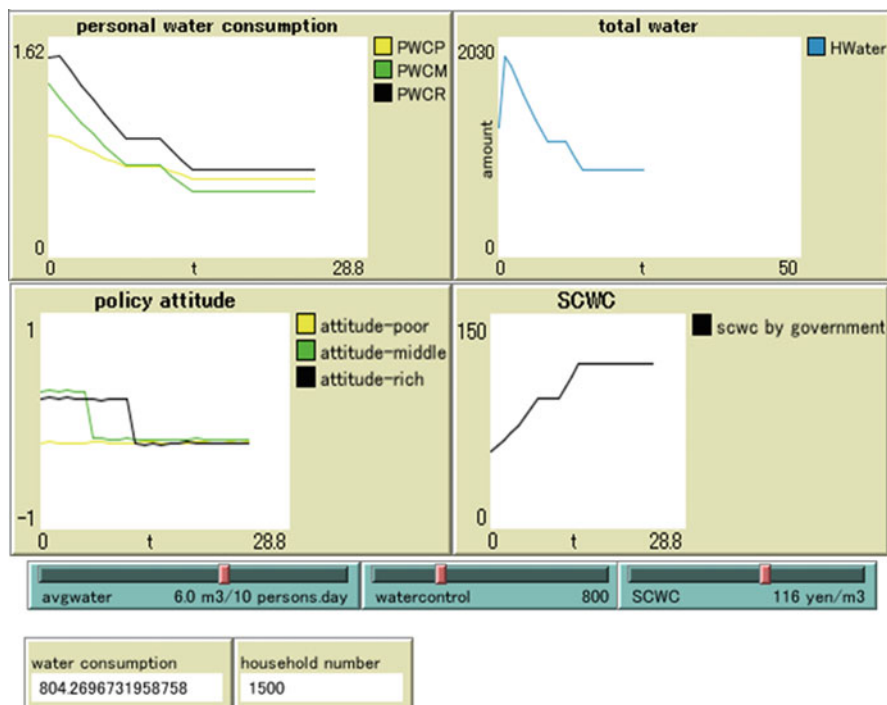 personal water consumption
1.62
PWCP
PWCM
PWCR
0
0
t
28.8
total water
2030
HWater
amount
0
0
t
50
policy attitude
1
attitude-poor
attitude-middle
attitude-rich
-1
0
t
28.8
SCWC
150
scwc by government
0
0
t
28.8
avgwater 6.0 m3/10 persons.day
watercontrol 800
SCWC 116 yen/m3
water consumption
804.2696731958758
household number
1500